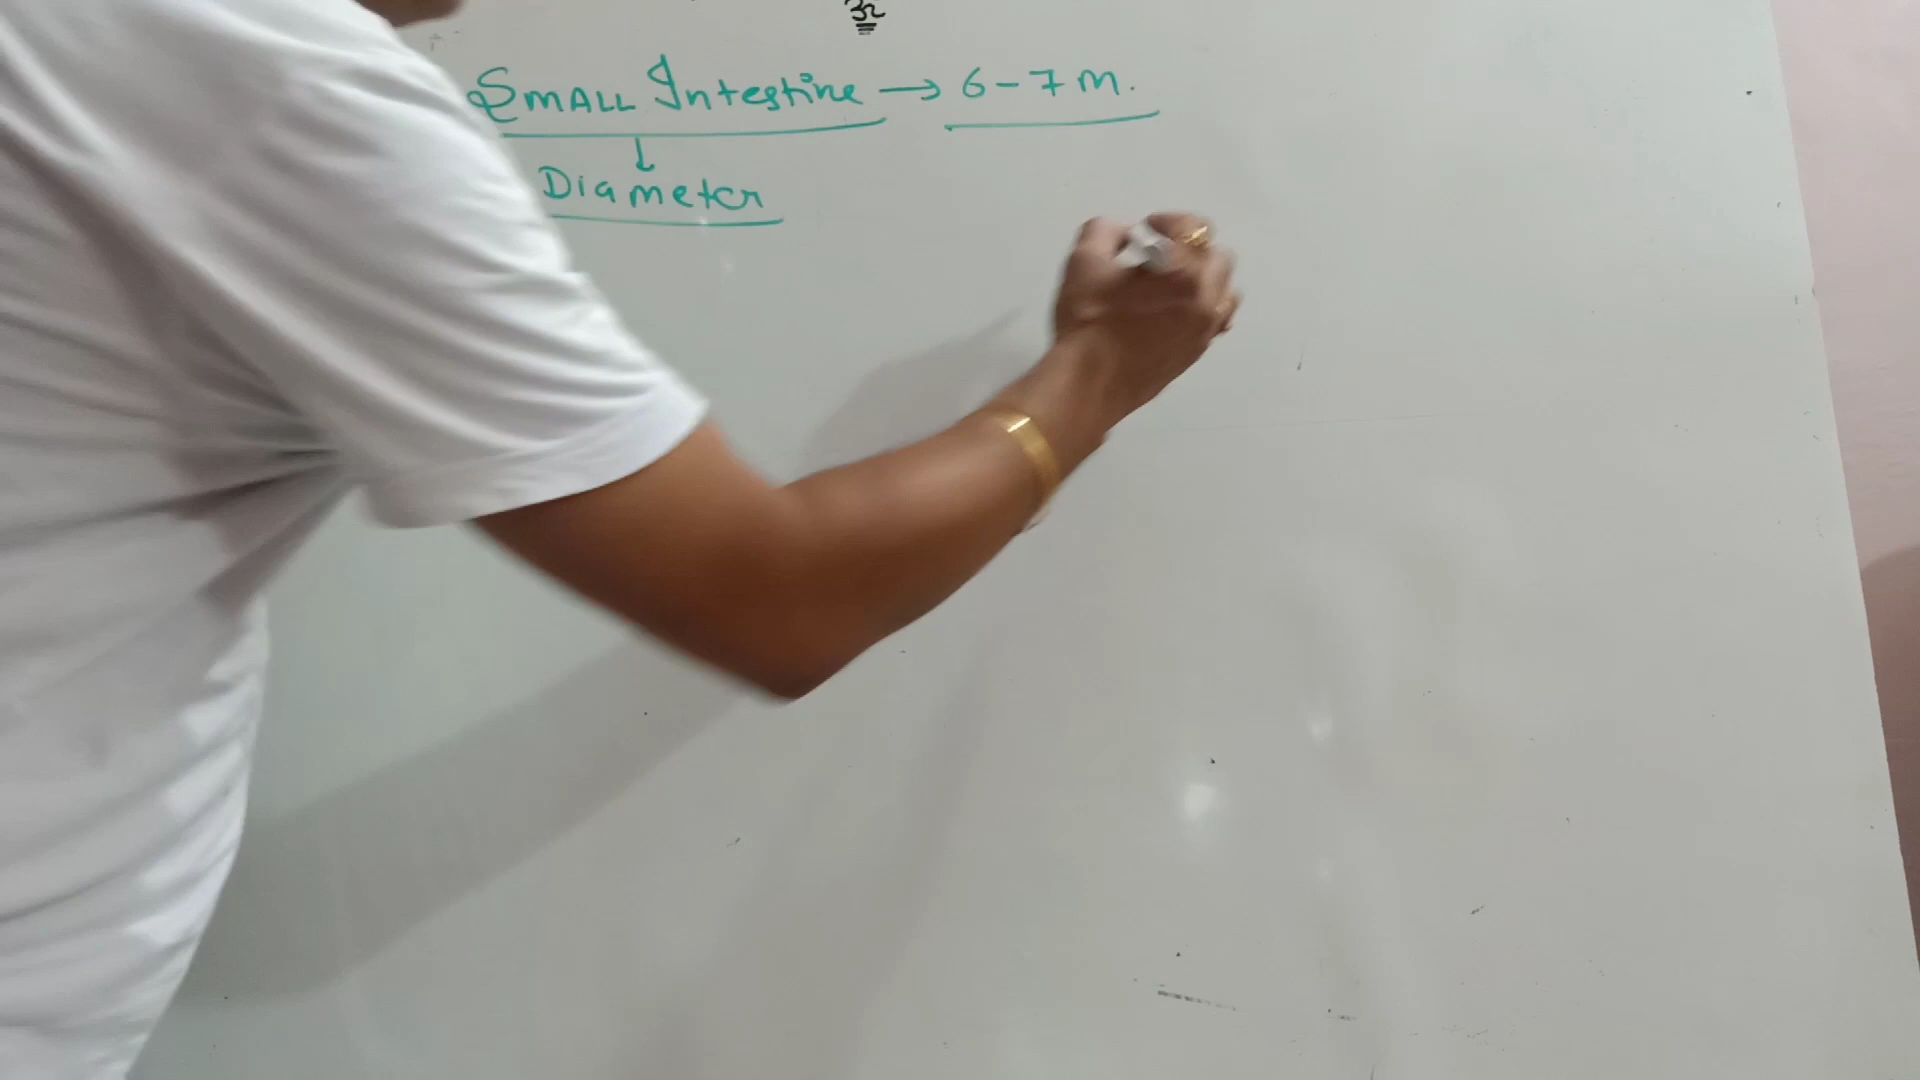 SMALL Intestine → 6-7 m.
↓
Diameter